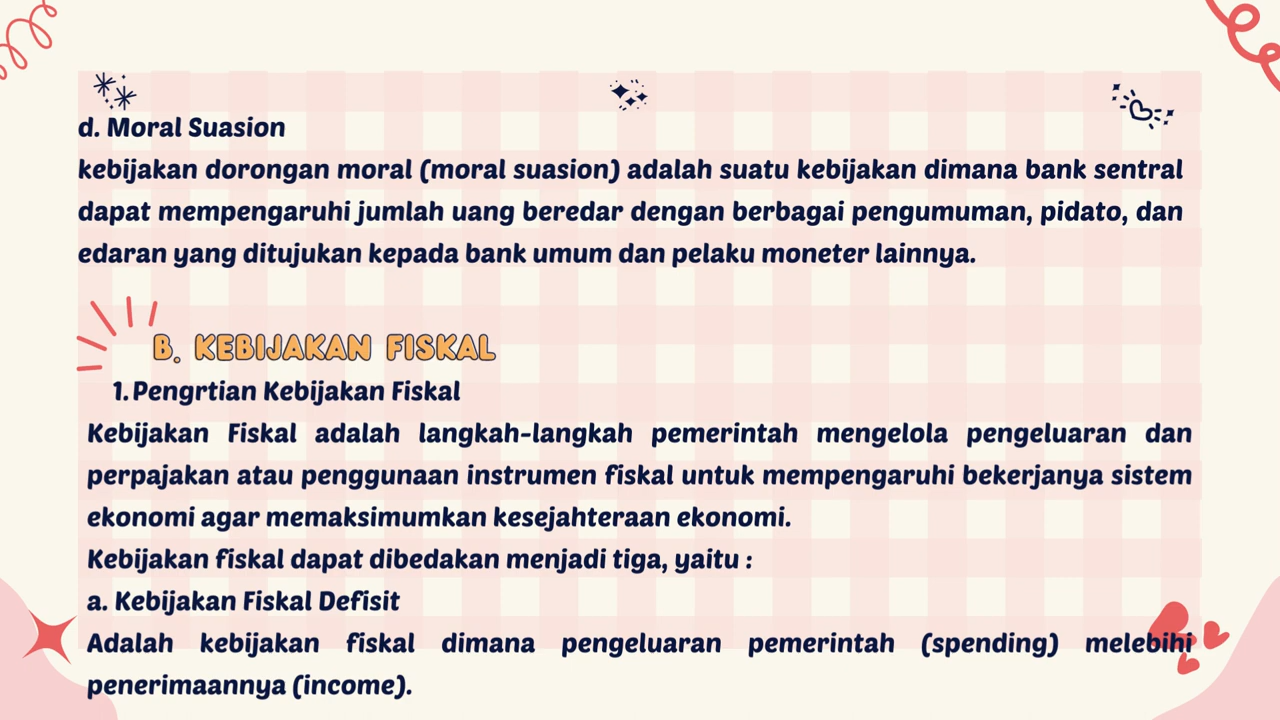 d. Moral Suasion
kebijakan dorongan moral (moral suasion) adalah suatu kebijakan dimana bank sentral
dapat mempengaruhi jumlah uang beredar dengan berbagai pengumuman, pidato, dan
edaran yang ditujukan kepada bank umum dan pelaku moneter lainnya.
B. KEBIJAKAN FISKAL
1. Pengrtian Kebijakan Fiskal
Kebijakan Fiskal adalah langkah-langkah pemerintah mengelola pengeluaran dan
perpajakan atau penggunaan instrumen fiskal untuk mempengaruhi bekerjanya sistem
ekonomi agar memaksimumkan kesejahteraan ekonomi.
Kebijakan fiskal dapat dibedakan menjadi tiga, yaitu :
a. Kebijakan Fiskal Defisit
Adalah kebijakan fiskal dimana pengeluaran pemerintah (spending) melebihi
penerimaannya (income).